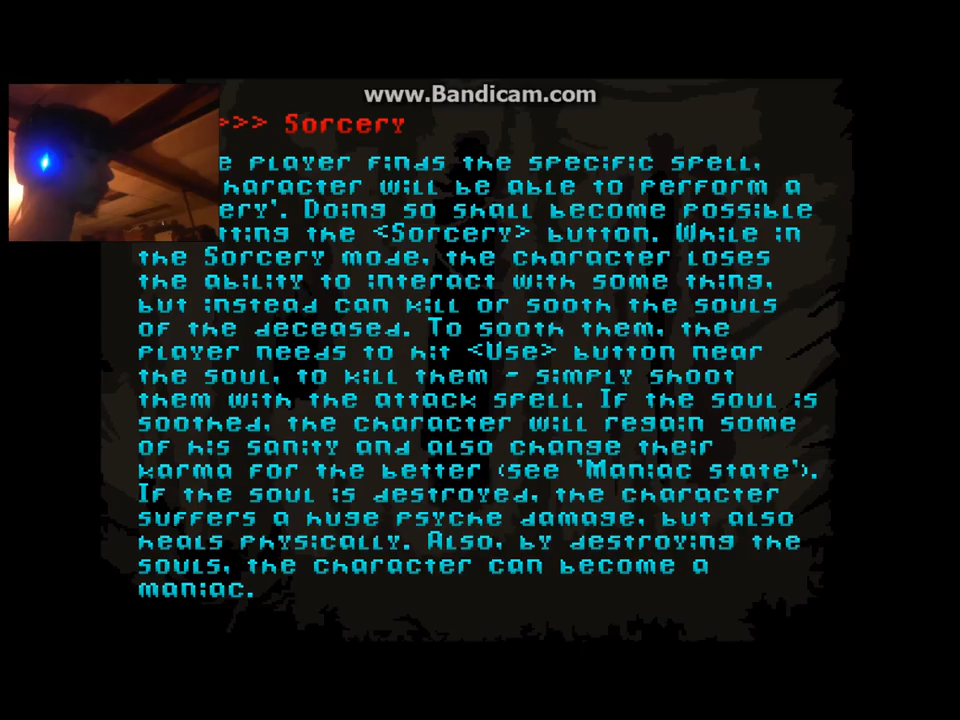 www.Bandicam.com
>>> Sorcery
e player finds the specific spell,
haracter will be able to perform a
ery'. Doing so shall become possible
tting the <Sorcery> button. While in
the Sorcery mode, the character loses
the ability to interact with some thing,
but instead can kill or sooth the souls
of the deceased. To sooth them, the
player needs to hit <Use> button near
the soul, to kill them - simply shoot
them with the attack spell. If the soul is
soothed, the character will regain some
of his sanity and also change their
karma for the better (see 'Maniac state').
If the soul is destroyed, the character
suffers a huge psyche damage, but also
heals physically. Also, by destroying the
souls, the character can become a
maniac.